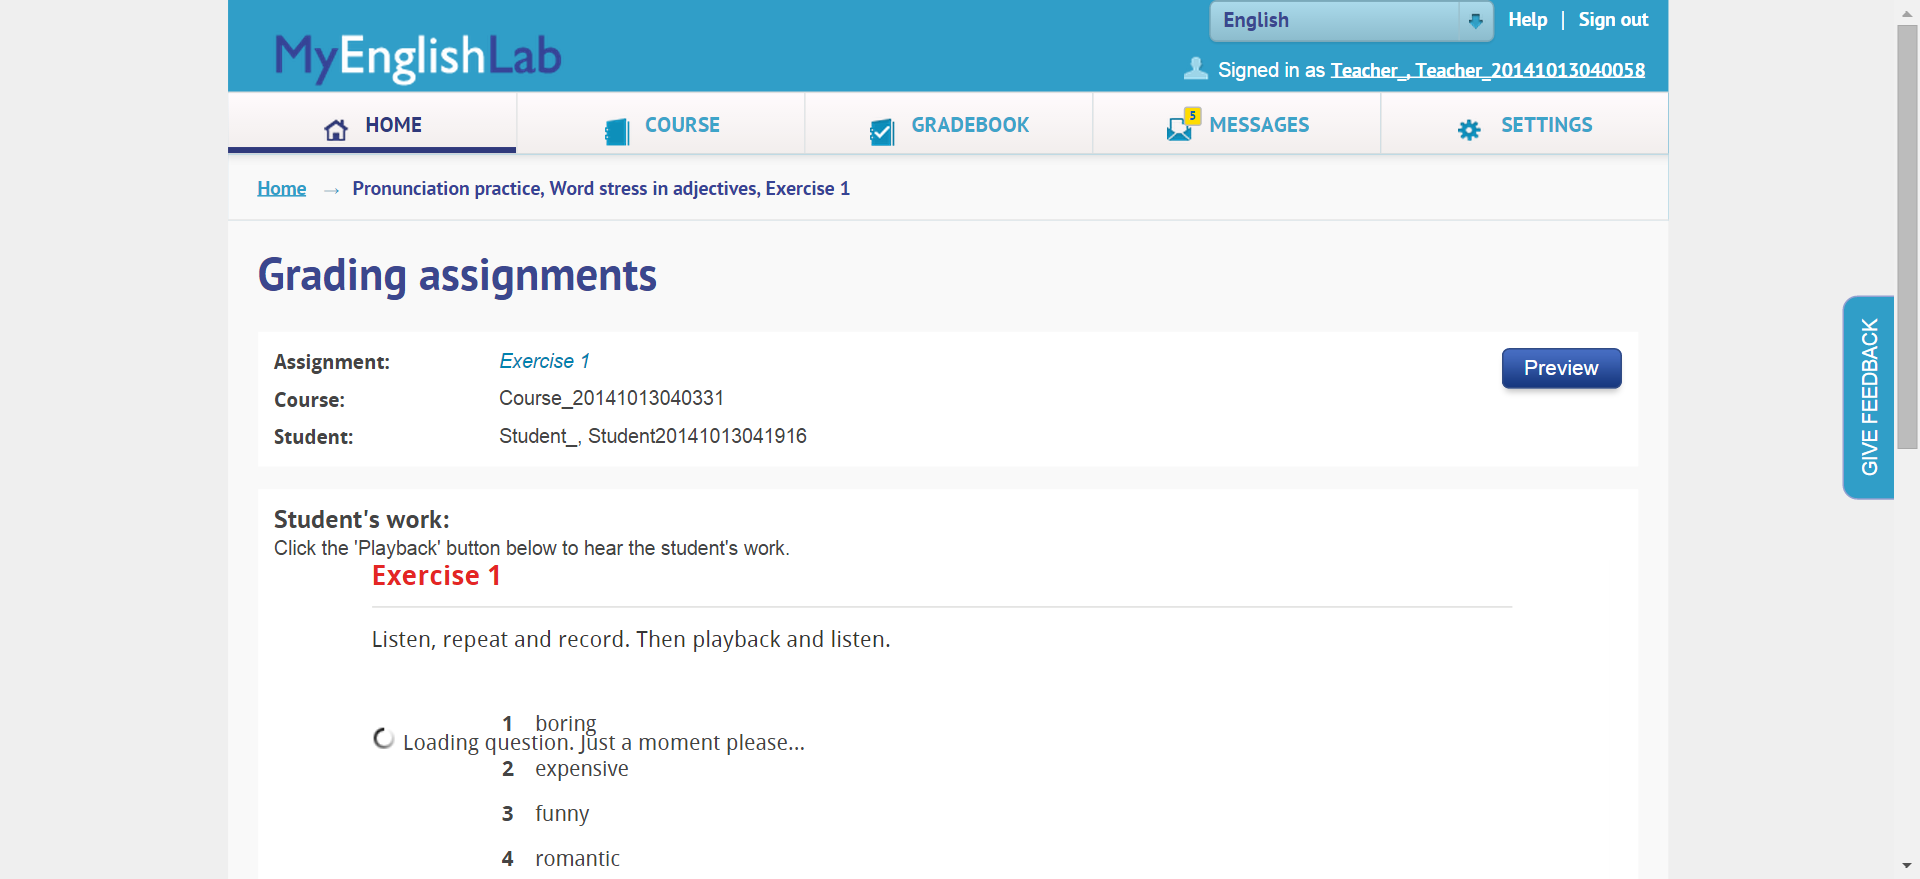 English
Help | Sign out
MyEnglishLab
Signed in as Teacher_, Teacher_20141013040058
HOME
COURSE
GRADEBOOK
5
MESSAGES
SETTINGS
Home → Pronunciation practice, Word stress in adjectives, Exercise 1
Grading assignments
Assignment: Exercise 1
Preview
Course: Course_20141013040331
Student: Student_, Student20141013041916
GIVE FEEDBACK
Student's work:
Click the 'Playback' button below to hear the student's work.
Exercise 1
Listen, repeat and record. Then playback and listen.
1 boring
Loading question. Just a moment please...
2 expensive
3 funny
4 romantic